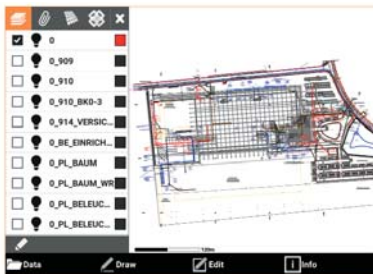 0
0_909
0_910
0_910_BK0-3
0_914_VERSIC...
0_BE_EINRICH...
0_PL_BAUM
0_PL_BAUM_WR
0_PL_BELEUC...
0_PL_BELEUC...
Data
Draw
Edit
Info